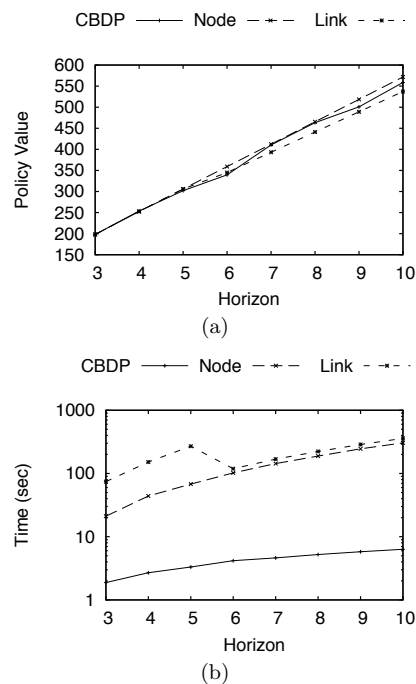 CBDP Node Link
600
550
500
450
400
350
300
250
200
150
Policy Value
3 4 5 6 7 8 9 10
Horizon
(a)
CBDP Node Link
1000
100
10
1
Time (sec)
3 4 5 6 7 8 9 10
Horizon
(b)